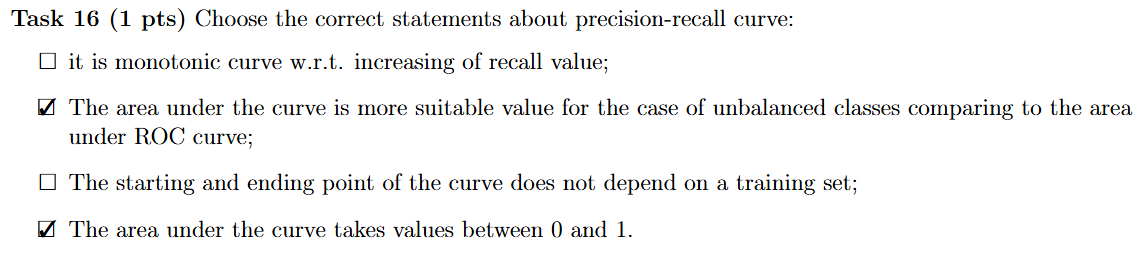 Task 16 (1 pts) Choose the correct statements about precision-recall curve:
☐ it is monotonic curve w.r.t. increasing of recall value;
☑ The area under the curve is more suitable value for the case of unbalanced classes comparing to the area
under ROC curve;
☐ The starting and ending point of the curve does not depend on a training set;
☑ The area under the curve takes values between 0 and 1.